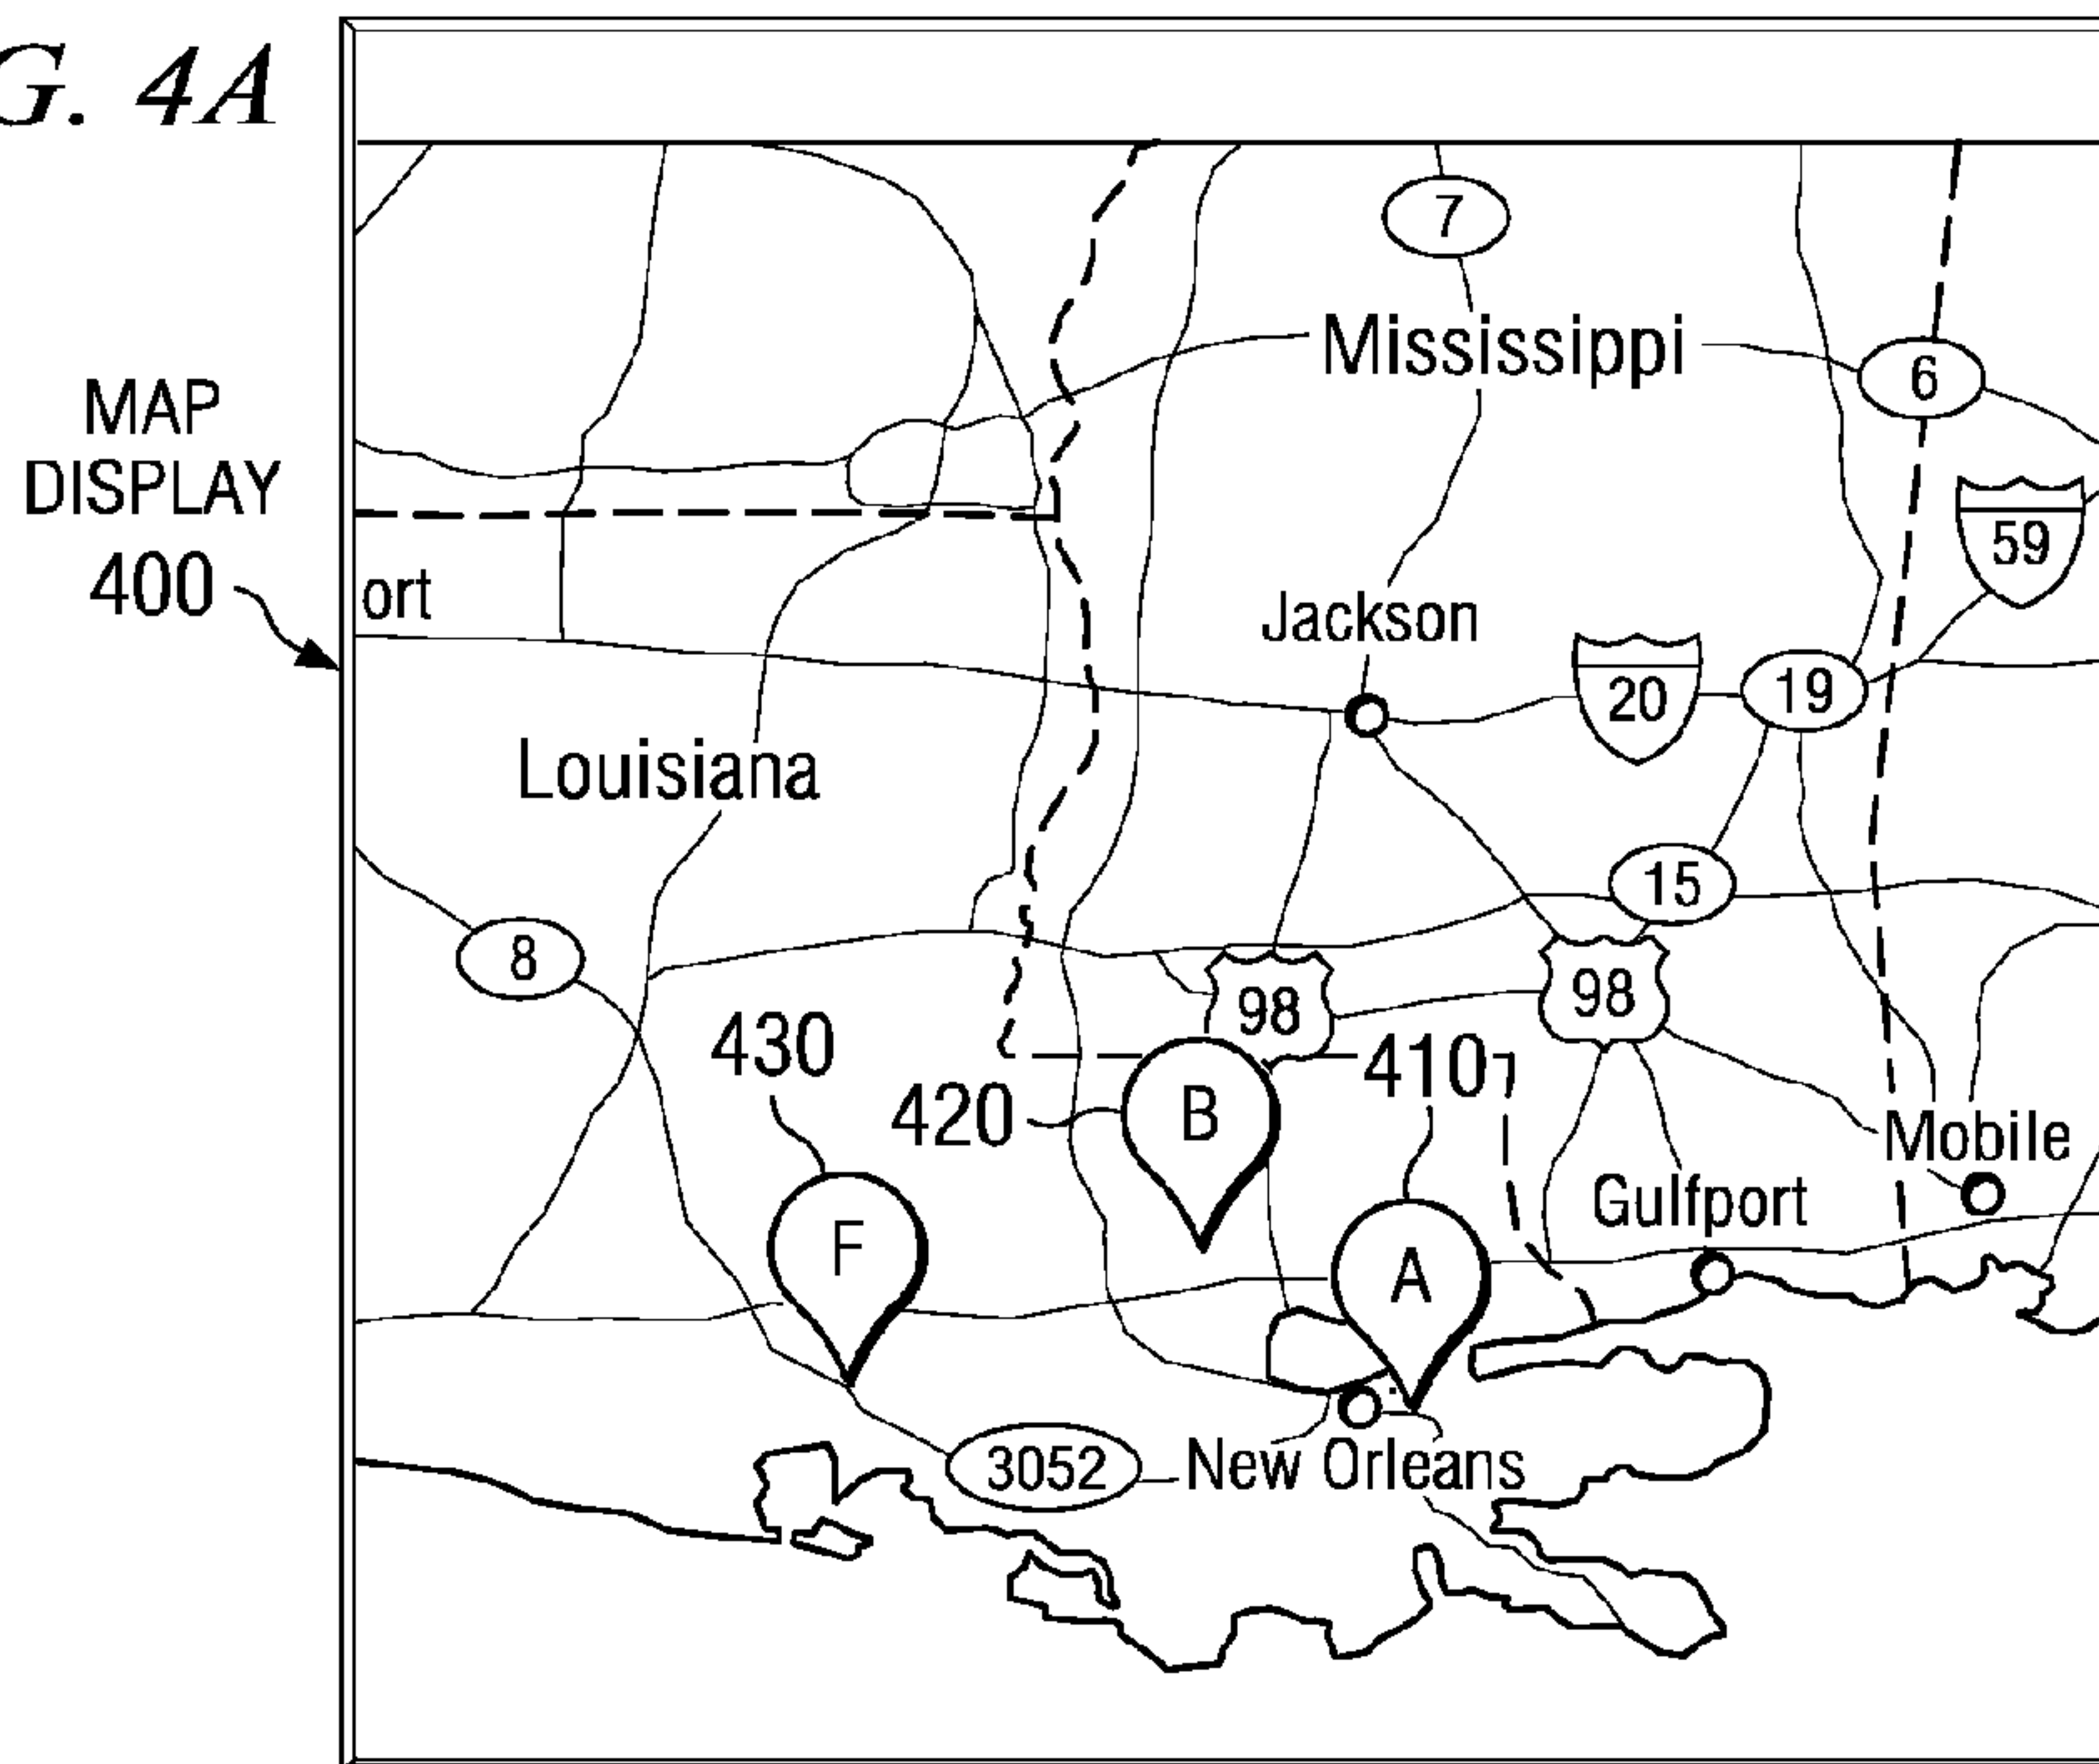 G. 4A
7
Mississippi
6
MAP
DISPLAY
400
59
ort
Jackson
20
19
Louisiana
15
8
98
98
430
420
B
410
Mobile
Gulfport
F
A
3052
New Orleans